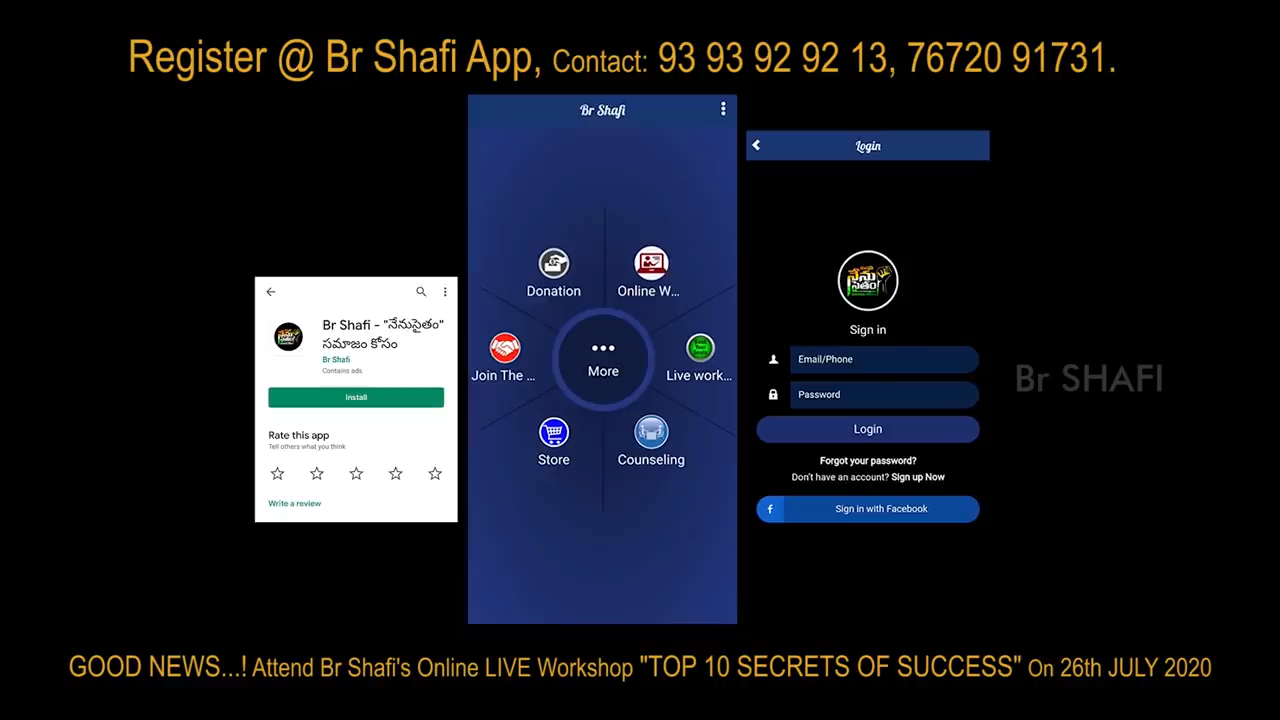 Register @ Br Shafi App, Contact: 93 93 92 92 13, 76720 91731.
Br Shafi
Donation
Online W...
Join The ...
More
Live work...
Store
Counseling
Br Shafi - "నేనుసైతం"
సమాజం కోసం
Br Shafi
Contains ads
Install
Rate this app
Tell others what you think
Write a review
Login
నేను
సైతం
Sign in
Email/Phone
Password
Login
Forgot your password?
Don't have an account? Sign up Now
f Sign in with Facebook
Br SHAFI
GOOD NEWS...! Attend Br Shafi's Online LIVE Workshop "TOP 10 SECRETS OF SUCCESS" On 26th JULY 2020